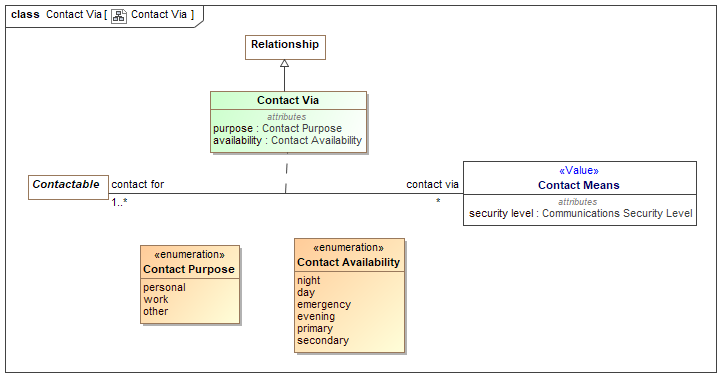 class Contact Via [ Contact Via ]
Relationship
Contact Via
attributes
purpose : Contact Purpose
availability : Contact Availability
Contactable
contact for
1..*
contact via
*
«Value»
Contact Means
attributes
security level : Communications Security Level
«enumeration»
Contact Purpose
personal
work
other
«enumeration»
Contact Availability
night
day
emergency
evening
primary
secondary